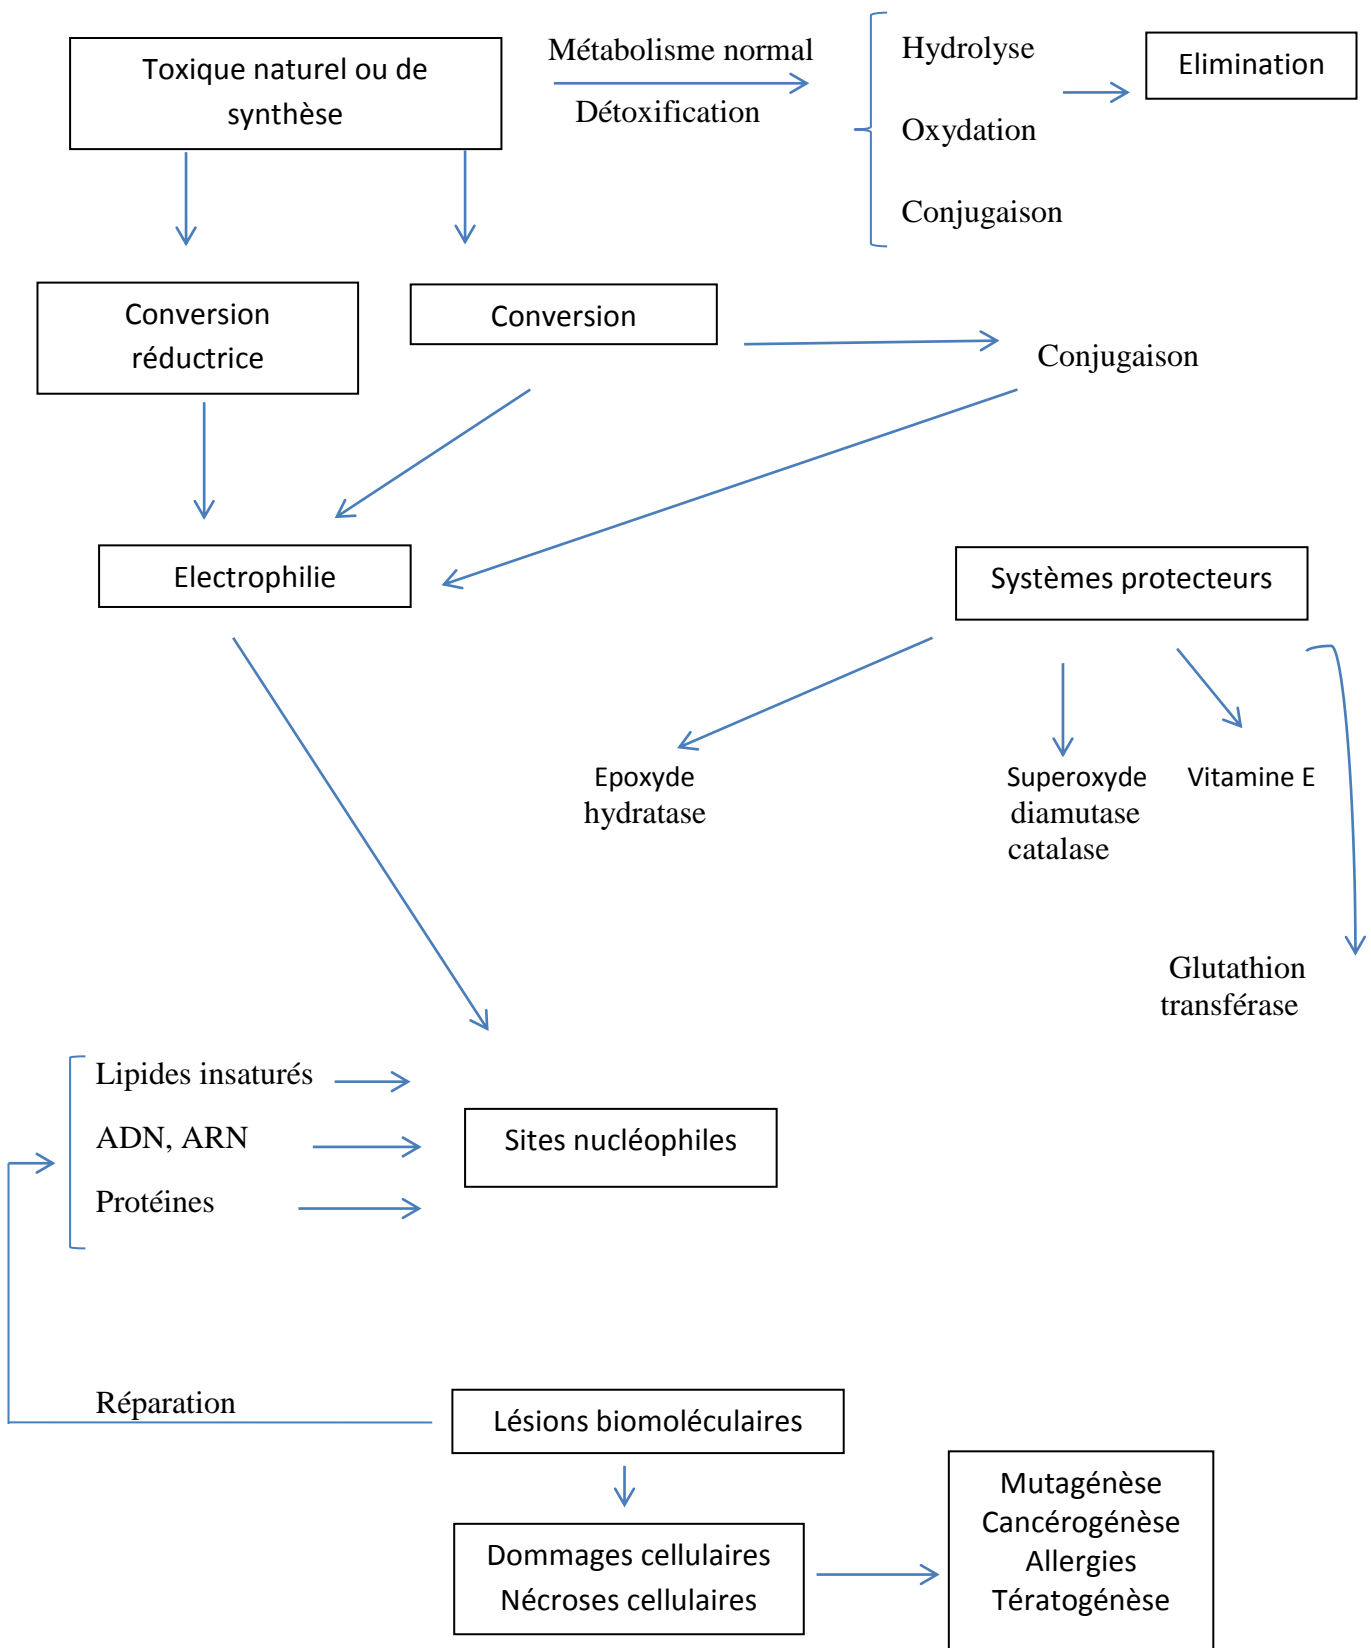 Toxique naturel ou de
synthèse
Métabolisme normal
Détoxification
Hydrolyse
Oxydation
Conjugaison
Elimination
Conversion
réductrice
Conversion
Conjugaison
Electrophilie
Systèmes protecteurs
Epoxyde
hydratase
Superoxyde
diamutase
catalase
Vitamine E
Glutathion
transférase
Lipides insaturés
ADN, ARN
Protéines
Sites nucléophiles
Réparation
Lésions biomoléculaires
Dommages cellulaires
Nécroses cellulaires
Mutagénèse
Cancérogénèse
Allergies
Tératogénèse